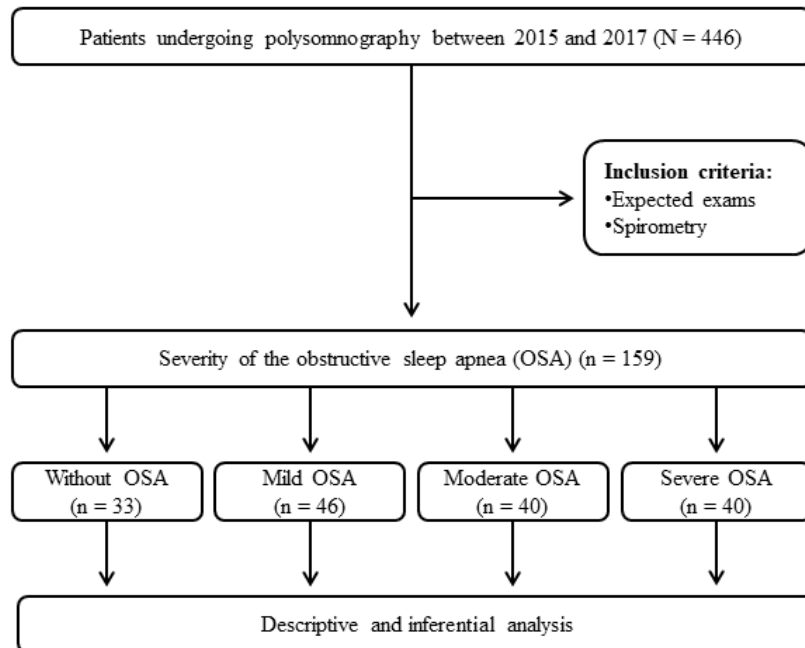 Patients undergoing polysomnography between 2015 and 2017 (N = 446)
Inclusion criteria:
•Expected exams
•Spirometry
Severity of the obstructive sleep apnea (OSA) (n = 159)
Without OSA
(n = 33)
Mild OSA
(n = 46)
Moderate OSA
(n = 40)
Severe OSA
(n = 40)
Descriptive and inferential analysis